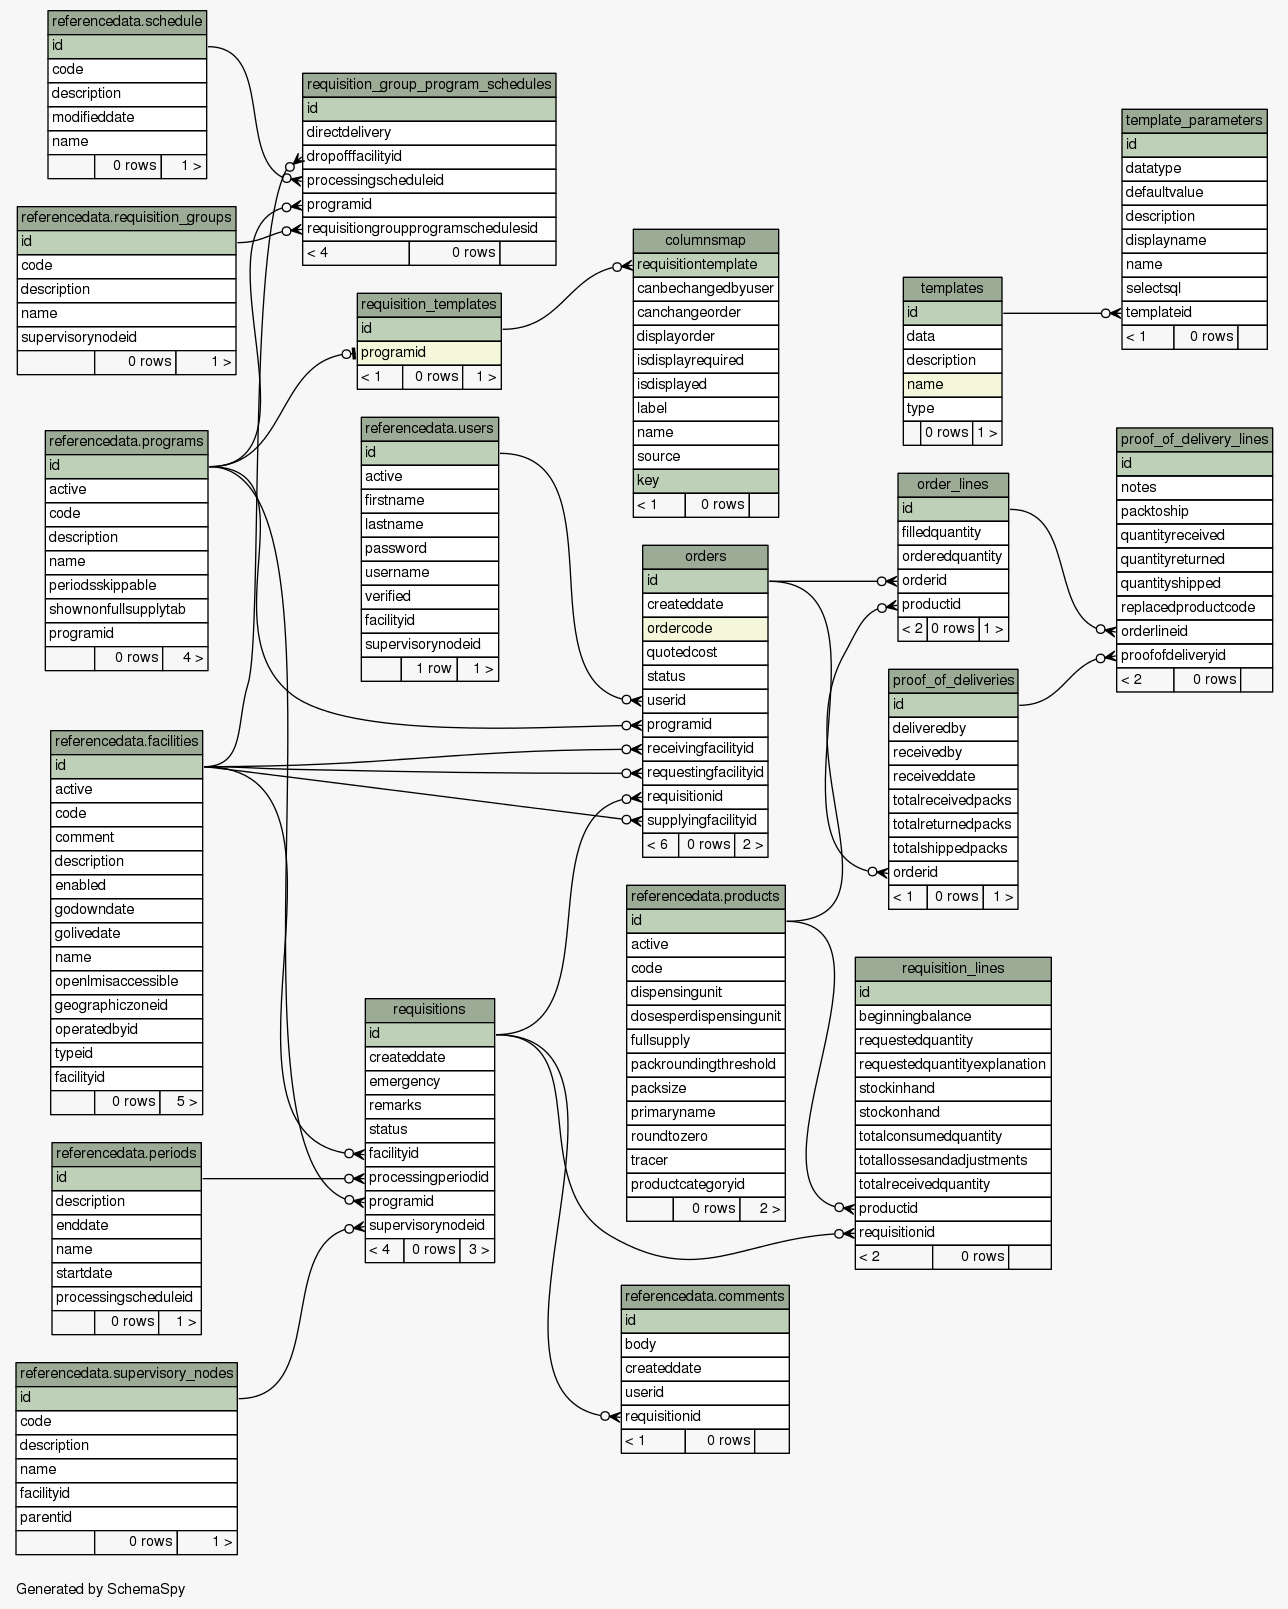 referencedata.schedule
id
code
description
modifieddate
name
0 rows 1 >
requisition_group_program_schedules
id
directdelivery
dropofffacilityid
processingscheduleid
programid
requisitiongroupprogramschedulesid
< 4 0 rows
template_parameters
id
datatype
defaultvalue
description
displayname
name
selectsql
templateid
< 1 0 rows
referencedata.requisition_groups
id
code
description
name
supervisorynodeid
0 rows 1 >
columnsmap
requisitiontemplate
canbechangedbyuser
canchangeorder
displayorder
isdisplayrequired
isdisplayed
label
name
source
key
< 1 0 rows
templates
id
data
description
name
type
0 rows 1 >
requisition_templates
id
programid
< 1 0 rows 1 >
referencedata.programs
id
active
code
description
name
periodsskippable
shownonfullsupplytab
programid
0 rows 4 >
referencedata.users
id
active
firstname
lastname
password
username
verified
facilityid
supervisorynodeid
1 row 1 >
proof_of_delivery_lines
id
notes
packtoship
quantityreceived
quantityreturned
quantityshipped
replacedproductcode
orderlineid
proofofdeliveryid
< 2 0 rows
order_lines
id
filledquantity
orderedquantity
orderid
productid
< 2 0 rows 1 >
orders
id
createddate
ordercode
quotedcost
status
userid
programid
receivingfacilityid
requestingfacilityid
requisitionid
supplyingfacilityid
< 6 0 rows 2 >
proof_of_deliveries
id
deliveredby
receivedby
receiveddate
totalreceivedpacks
totalreturnedpacks
totalshippedpacks
orderid
< 1 0 rows 1 >
referencedata.facilities
id
active
code
comment
description
enabled
godowndate
golivedate
name
openlmisaccessible
geographiczoneid
operatedbyid
typeid
facilityid
0 rows 5 >
referencedata.products
id
active
code
dispensingunit
dosesperdispensingunit
fullsupply
packroundingthreshold
packsize
primaryname
roundtozero
tracer
productcategoryid
0 rows 2 >
requisition_lines
id
beginningbalance
requestedquantity
requestedquantityexplanation
stockinhand
stockonhand
totalconsumedquantity
totallossesandadjustments
totalreceivedquantity
productid
requisitionid
< 2 0 rows
requisitions
id
createddate
emergency
remarks
status
facilityid
processingperiodid
programid
supervisorynodeid
< 4 0 rows 3 >
referencedata.periods
id
description
enddate
name
startdate
processingscheduleid
0 rows 1 >
referencedata.comments
id
body
createddate
userid
requisitionid
< 1 0 rows
referencedata.supervisory_nodes
id
code
description
name
facilityid
parentid
0 rows 1 >
Generated by SchemaSpy